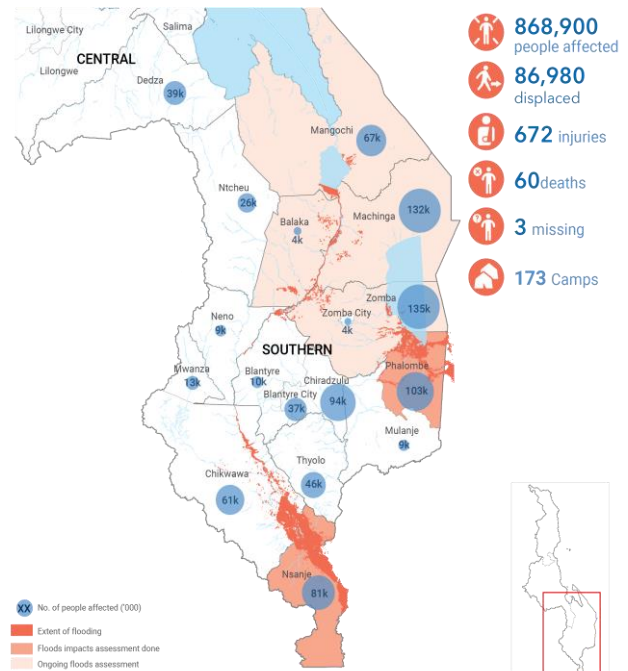 Lilongwe City
Salima
868,900
people affected
CENTRAL
Lilongwe
Dedza
39k
86,980
displaced
Mangochi
67k
672 injuries
Ntcheu
26k
60deaths
Machinga
132k
Balaka
4k
3 missing
173 Camps
Zomba
135k
Zomba City
4k
Neno
9k
SOUTHERN
Phalombe
103k
Mwanza
13k
Blantyre
10k
Chiradzulu
94k
Blantyre City
37k
Mulanje
9k
Thyolo
46k
Chikwawa
61k
Nsanje
81k
XX No. of people affected ('000)
Extent of flooding
Floods impacts assessment done
Ongoing floods assessment